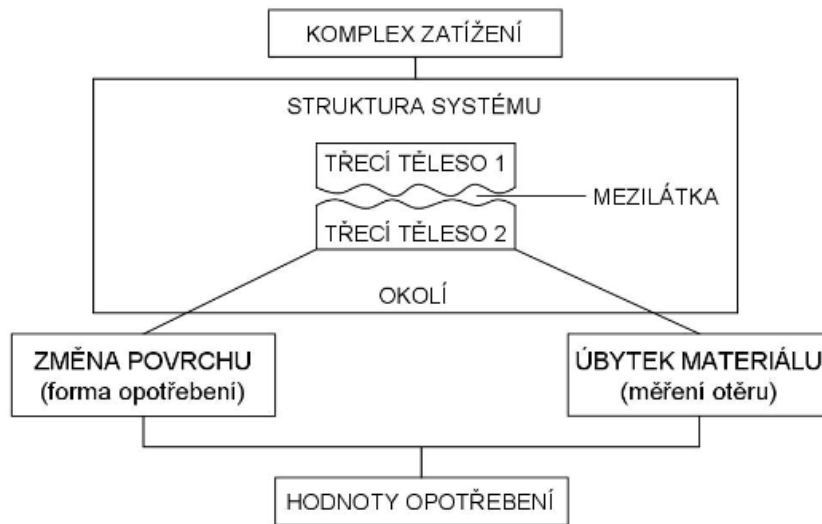 KOMPLEX ZATÍŽENÍ
STRUKTURA SYSTÉMU
TŘECÍ TĚLESO 1
MEZILÁTKA
TŘECÍ TĚLESO 2
OKOLÍ
ZMĚNA POVRCHU
(forma opotřebení)
ÚBYTEK MATERIÁLU
(měření otěru)
HODNOTY OPOTŘEBENÍ